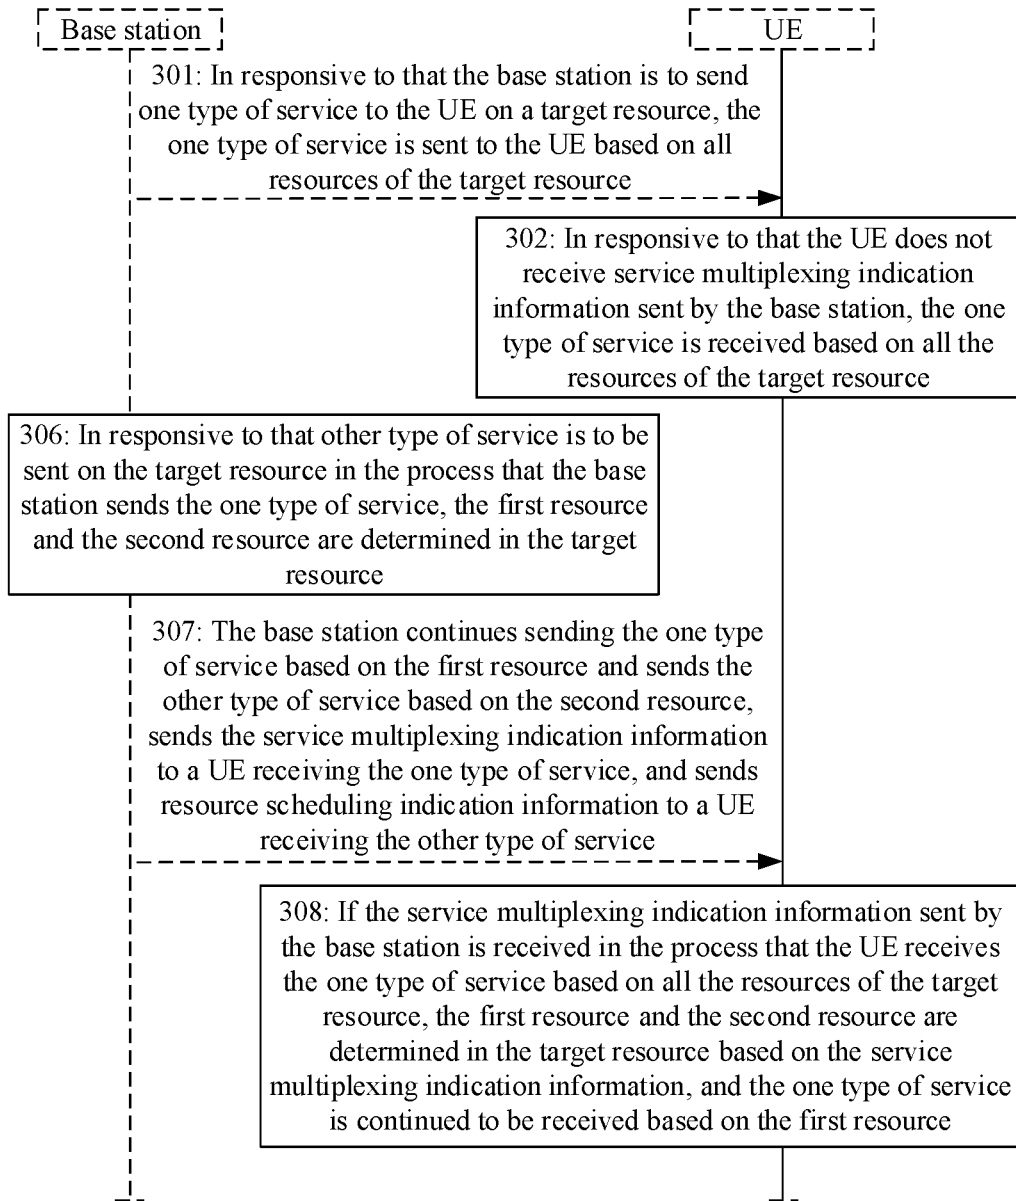 Base station
UE
301: In responsive to that the base station is to send
one type of service to the UE on a target resource, the
one type of service is sent to the UE based on all
resources of the target resource
302: In responsive to that the UE does not
receive service multiplexing indication
information sent by the base station, the one
type of service is received based on all the
resources of the target resource
306: In responsive to that other type of service is to be
sent on the target resource in the process that the base
station sends the one type of service, the first resource
and the second resource are determined in the target
resource
307: The base station continues sending the one type
of service based on the first resource and sends the
other type of service based on the second resource,
sends the service multiplexing indication information
to a UE receiving the one type of service, and sends
resource scheduling indication information to a UE
receiving the other type of service
308: If the service multiplexing indication information sent by
the base station is received in the process that the UE receives
the one type of service based on all the resources of the target
resource, the first resource and the second resource are
determined in the target resource based on the service
multiplexing indication information, and the one type of service
is continued to be received based on the first resource